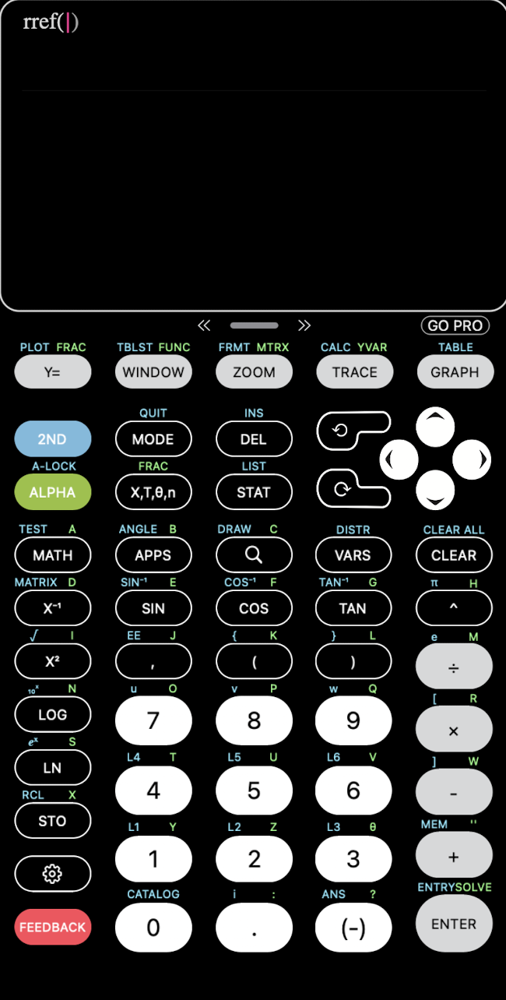 rref(|)
GO PRO
PLOT FRAC TBLST FUNC FRMT MTRX CALC YVAR TABLE
Y= WINDOW ZOOM TRACE GRAPH
QUIT INS
2ND MODE DEL
A-LOCK FRAC LIST
ALPHA X,T,θ,n STAT
TEST A ANGLE B DRAW C DISTR CLEAR ALL
MATH APPS VARS CLEAR
MATRIX D SIN⁻¹ E COS⁻¹ F TAN⁻¹ G π H
X⁻¹ SIN COS TAN ^
√ I EE J { K } L e M
X² , ( ) ÷
10ˣ N u O v P w Q [ R
LOG 7 8 9 ×
eˣ S L4 T L5 U L6 V ] W
LN 4 5 6 -
RCL X L1 Y L2 Z L3 θ MEM "
STO 1 2 3 +
CATALOG i : ANS ? ENTRY SOLVE
FEEDBACK 0 . (-) ENTER